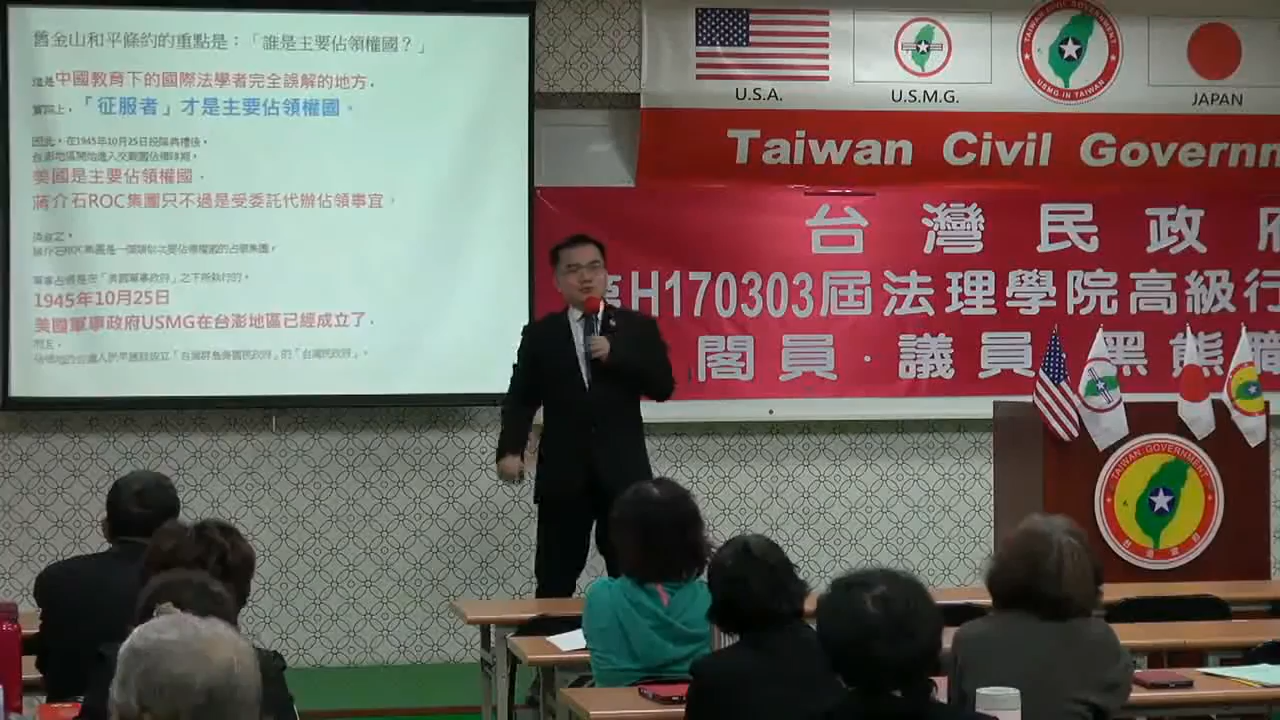 舊金山和平條約的重點是：「誰是主要佔領權國？」
這是中國教育下的國際法學者完全誤解的地方，
實際上，「征服者」才是主要佔領權國。
因此，在1945年10月25日投降典禮後，
台澎地區開始進入交戰國佔領時期，
美國是主要佔領權國，
蔣介石ROC集團只不過是受委託代辦佔領事宜，
換言之，
軍事占領是在「美國軍事政府」之下所執行的，
1945年10月25日
美國軍事政府USMG在台澎地區已經成立了，
U.S.A.
U.S.M.G.
TAIWAN CIVIL GOVERNMENT
USMG IN TAIWAN
JAPAN
Taiwan Civil Governm
台灣民政府
H170303屆法理學院高級行
閣員·議員 黑熊職
TAIWAN GOVERNMENT